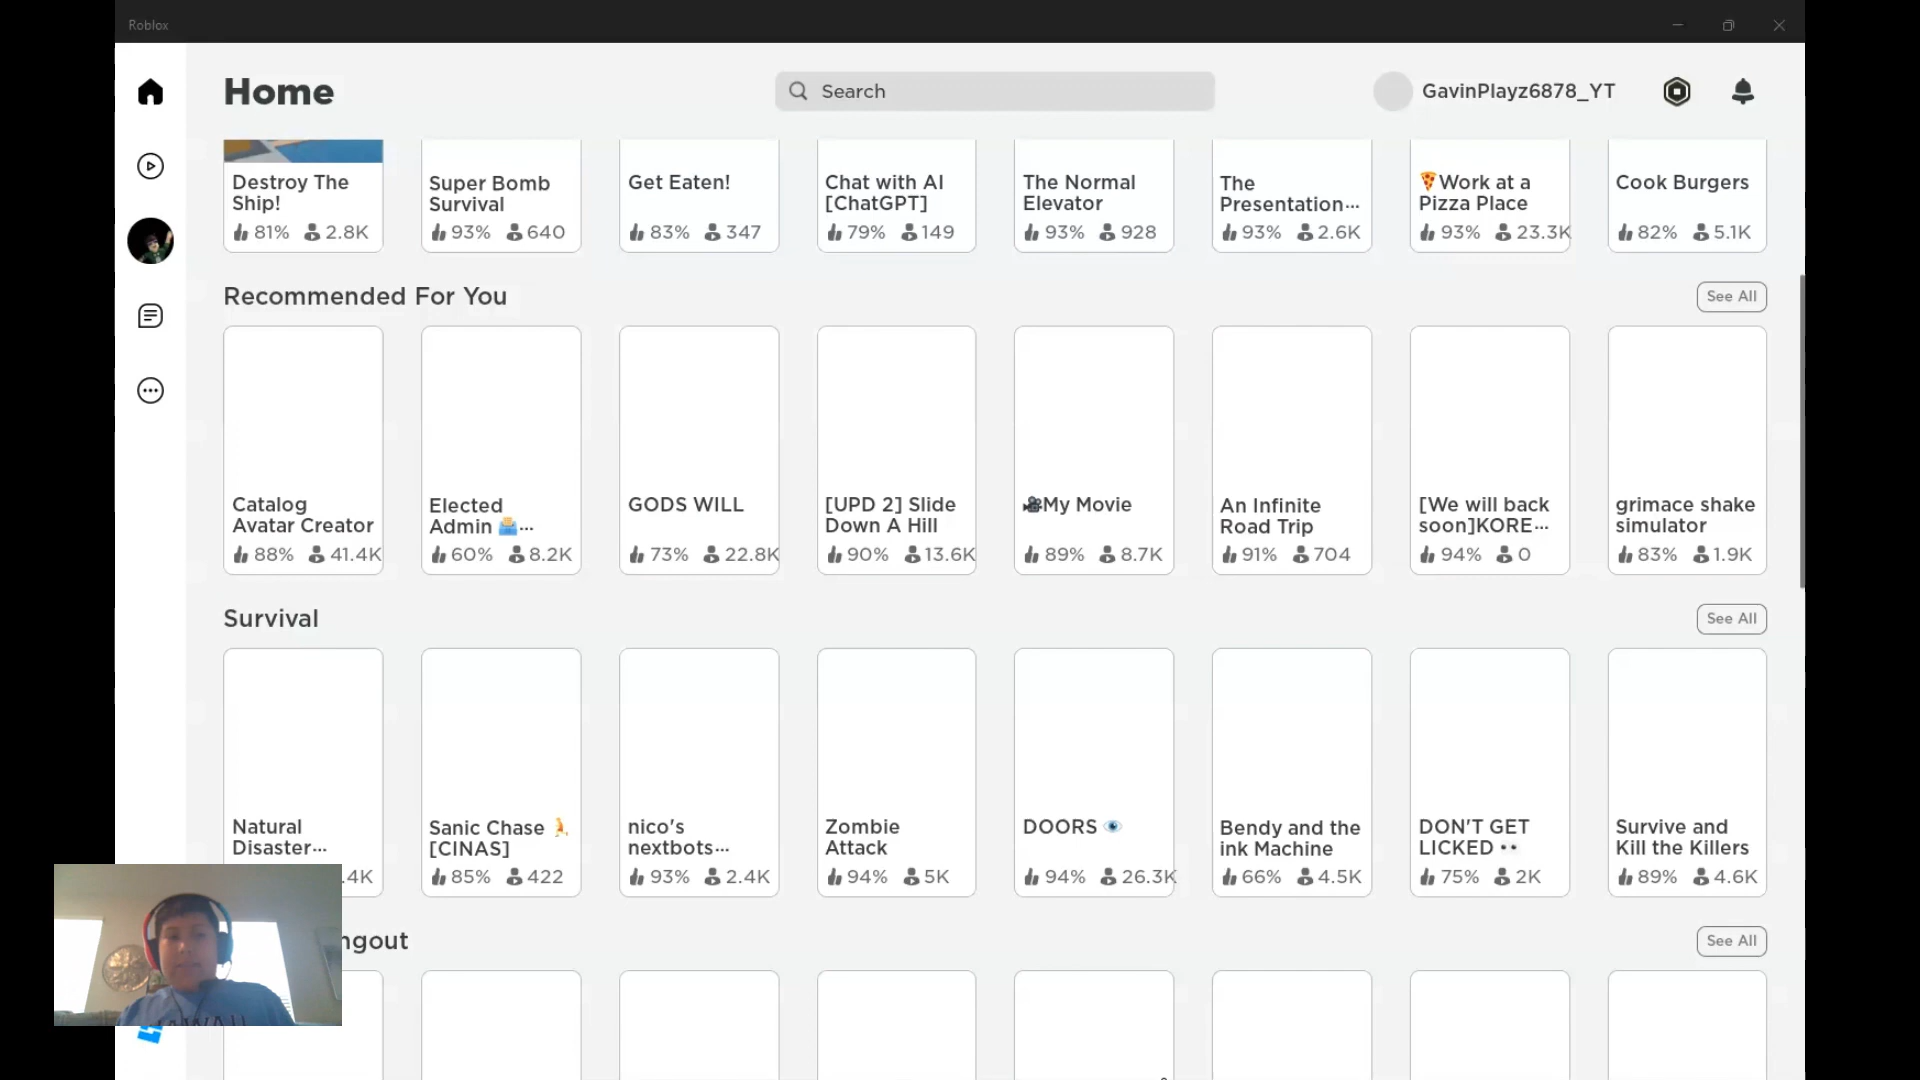 Roblox
Home
Search
GavinPlayz6878_YT
Destroy The
Ship!
81% 2.8K
Super Bomb
Survival
93% 640
Get Eaten!
83% 347
Chat with AI
[ChatGPT]
79% 149
The Normal
Elevator
93% 928
The
Presentation...
93% 2.6K
🍕Work at a
Pizza Place
93% 23.3K
Cook Burgers
82% 5.1K
Recommended For You
See All
Catalog
Avatar Creator
88% 41.4K
Elected
Admin 🗳️...
60% 8.2K
GODS WILL
73% 22.8K
[UPD 2] Slide
Down A Hill
90% 13.6K
🎥My Movie
89% 8.7K
An Infinite
Road Trip
91% 704
[We will back
soon]KORE...
94% 0
grimace shake
simulator
83% 1.9K
Survival
See All
Natural
Disaster...
.4K
Sanic Chase 🏃
[CINAS]
85% 422
nico's
nextbots...
93% 2.4K
Zombie
Attack
94% 5K
DOORS 👁️
94% 26.3K
Bendy and the
ink Machine
66% 4.5K
DON'T GET
LICKED 👀
75% 2K
Survive and
Kill the Killers
89% 4.6K
ngout
See All